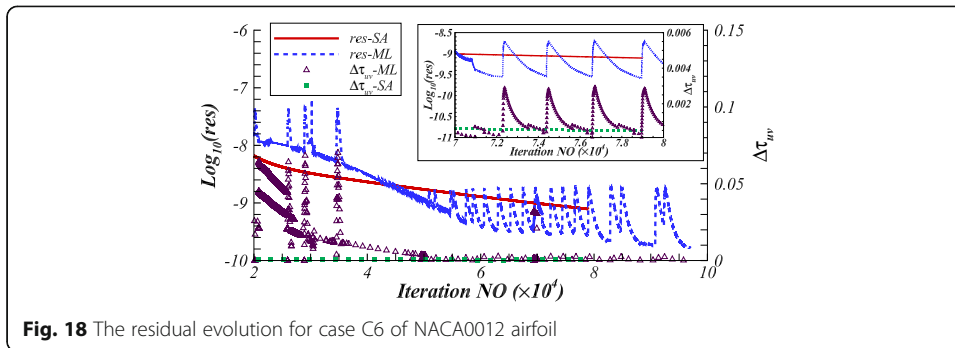 -6
-7
-8
-9
-10
Log10(res)
res-SA
res-ML
Δτuv-ML
Δτuv-SA
-8.5
-9
-9.5
-10
-10.5
-11
Log10(res)
0.006
0.004
0.002
Δτuv
7
7.2
7.4
7.6
7.8
8
Iteration NO (×10⁴)
0.15
0.1
0.05
0
Δτuv
2
4
6
8
10
Iteration NO (×10⁴)
Fig. 18 The residual evolution for case C6 of NACA0012 airfoil